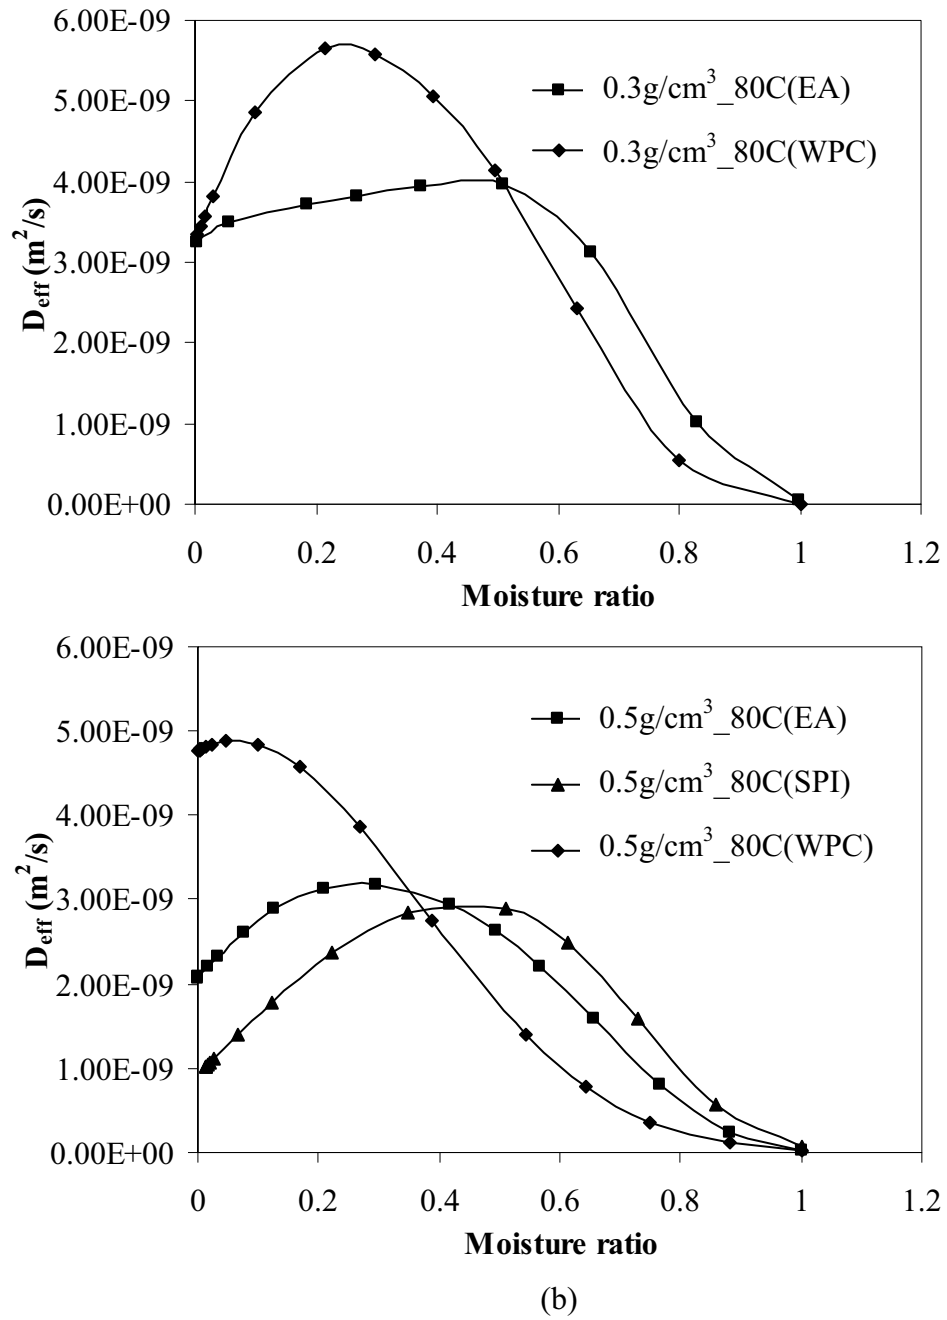 6.00E-09
5.00E-09
4.00E-09
3.00E-09
2.00E-09
1.00E-09
0.00E+00
D_eff (m²/s)
0.3g/cm³_80C(EA)
0.3g/cm³_80C(WPC)
0 0.2 0.4 0.6 0.8 1 1.2
Moisture ratio
6.00E-09
5.00E-09
4.00E-09
3.00E-09
2.00E-09
1.00E-09
0.00E+00
D_eff (m²/s)
0.5g/cm³_80C(EA)
0.5g/cm³_80C(SPI)
0.5g/cm³_80C(WPC)
0 0.2 0.4 0.6 0.8 1 1.2
Moisture ratio
(b)